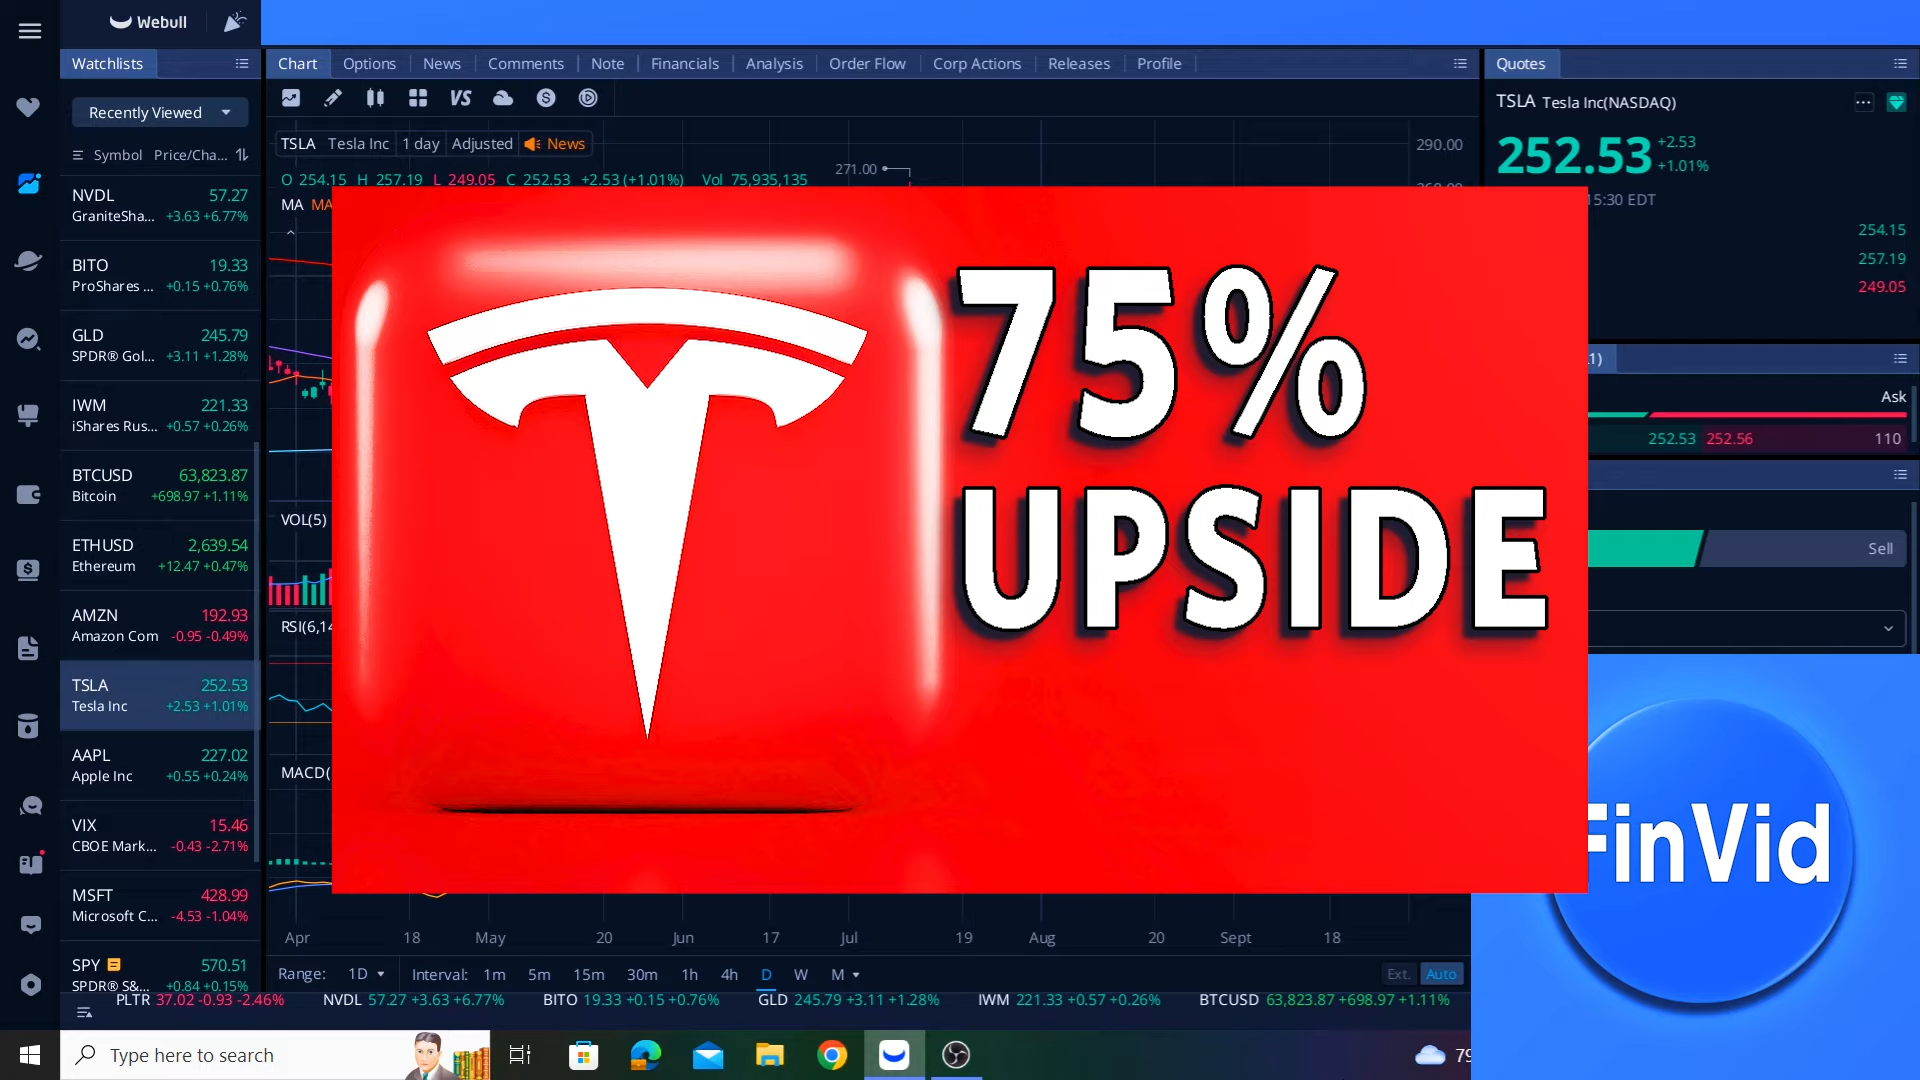 Webull
Watchlists
Chart Options News Comments Note Financials Analysis Order Flow Corp Actions Releases Profile
Quotes
Recently Viewed
VS
TSLA Tesla Inc(NASDAQ)
252.53 +2.53 +1.01%
15:30 EDT
Symbol Price/Cha...
TSLA Tesla Inc 1 day Adjusted News
290.00
271.00
O 254.15 H 257.19 L 249.05 C 252.53 +2.53 (+1.01%) Vol 75,935,135
MA
NVDL 57.27
GraniteSha... +3.63 +6.77%
BITO 19.33
ProShares ... +0.15 +0.76%
GLD 245.79
SPDR® Gol... +3.11 +1.28%
IWM 221.33
iShares Rus... +0.57 +0.26%
BTCUSD 63,823.87
Bitcoin +698.97 +1.11%
ETHUSD 2,639.54
Ethereum +12.47 +0.47%
AMZN 192.93
Amazon Com -0.95 -0.49%
TSLA 252.53
Tesla Inc +2.53 +1.01%
AAPL 227.02
Apple Inc +0.55 +0.24%
VIX 15.46
CBOE Mark... -0.43 -2.71%
MSFT 428.99
Microsoft C... -4.53 -1.04%
SPY 570.51
SPDR® S&... +0.84 +0.15%
VOL(5)
RSI(6,14
MACD(
75%
UPSIDE
254.15
257.19
249.05
1)
Ask
252.53 252.56 110
Sell
FinVid
Apr 18 May 20 Jun 17 Jul 19 Aug 20 Sept 18
Range: 1D Interval: 1m 5m 15m 30m 1h 4h D W M Ext. Auto
PLTR 37.02 -0.93 -2.46% NVDL 57.27 +3.63 +6.77% BITO 19.33 +0.15 +0.76% GLD 245.79 +3.11 +1.28% IWM 221.33 +0.57 +0.26% BTCUSD 63,823.87 +698.97 +1.11%
Type here to search